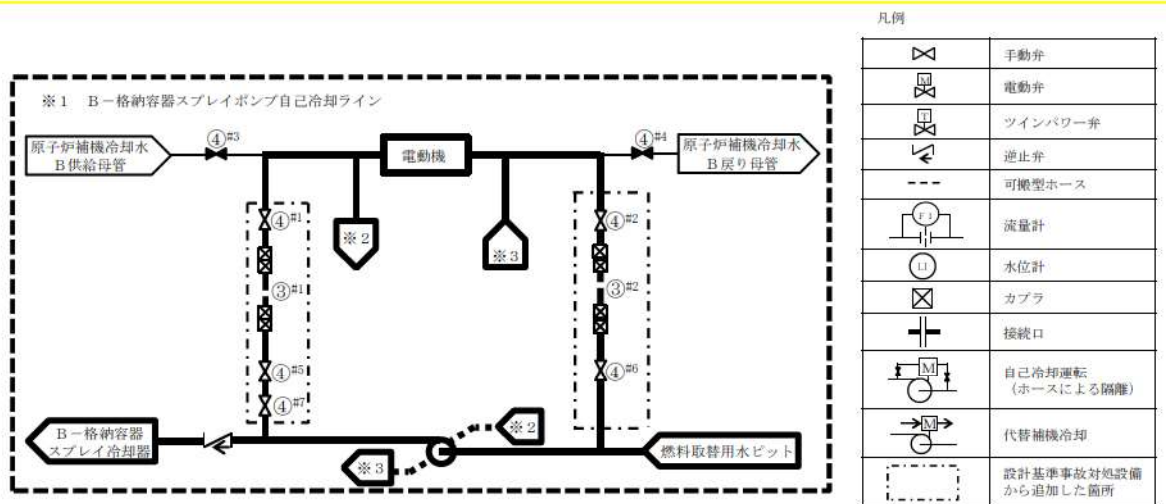 凡例
手動弁
M
電動弁
T
ツインパワー弁
逆止弁
可搬型ホース
FI
流量計
LI
水位計
カプラ
接続口
M
自己冷却運転
（ホースによる隔離）
M
代替補機冷却
設計基準事故対処設備
から追加した箇所
※1 B－格納容器スプレイポンプ自己冷却ライン
原子炉補機冷却水
B供給母管
④#3
電動機
④#4
原子炉補機冷却水
B戻り母管
④#1
※2
※3
④#2
③#1
③#2
④#5
④#6
④#7
B－格納容器
スプレイ冷却器
※2
※3
燃料取替用水ピット